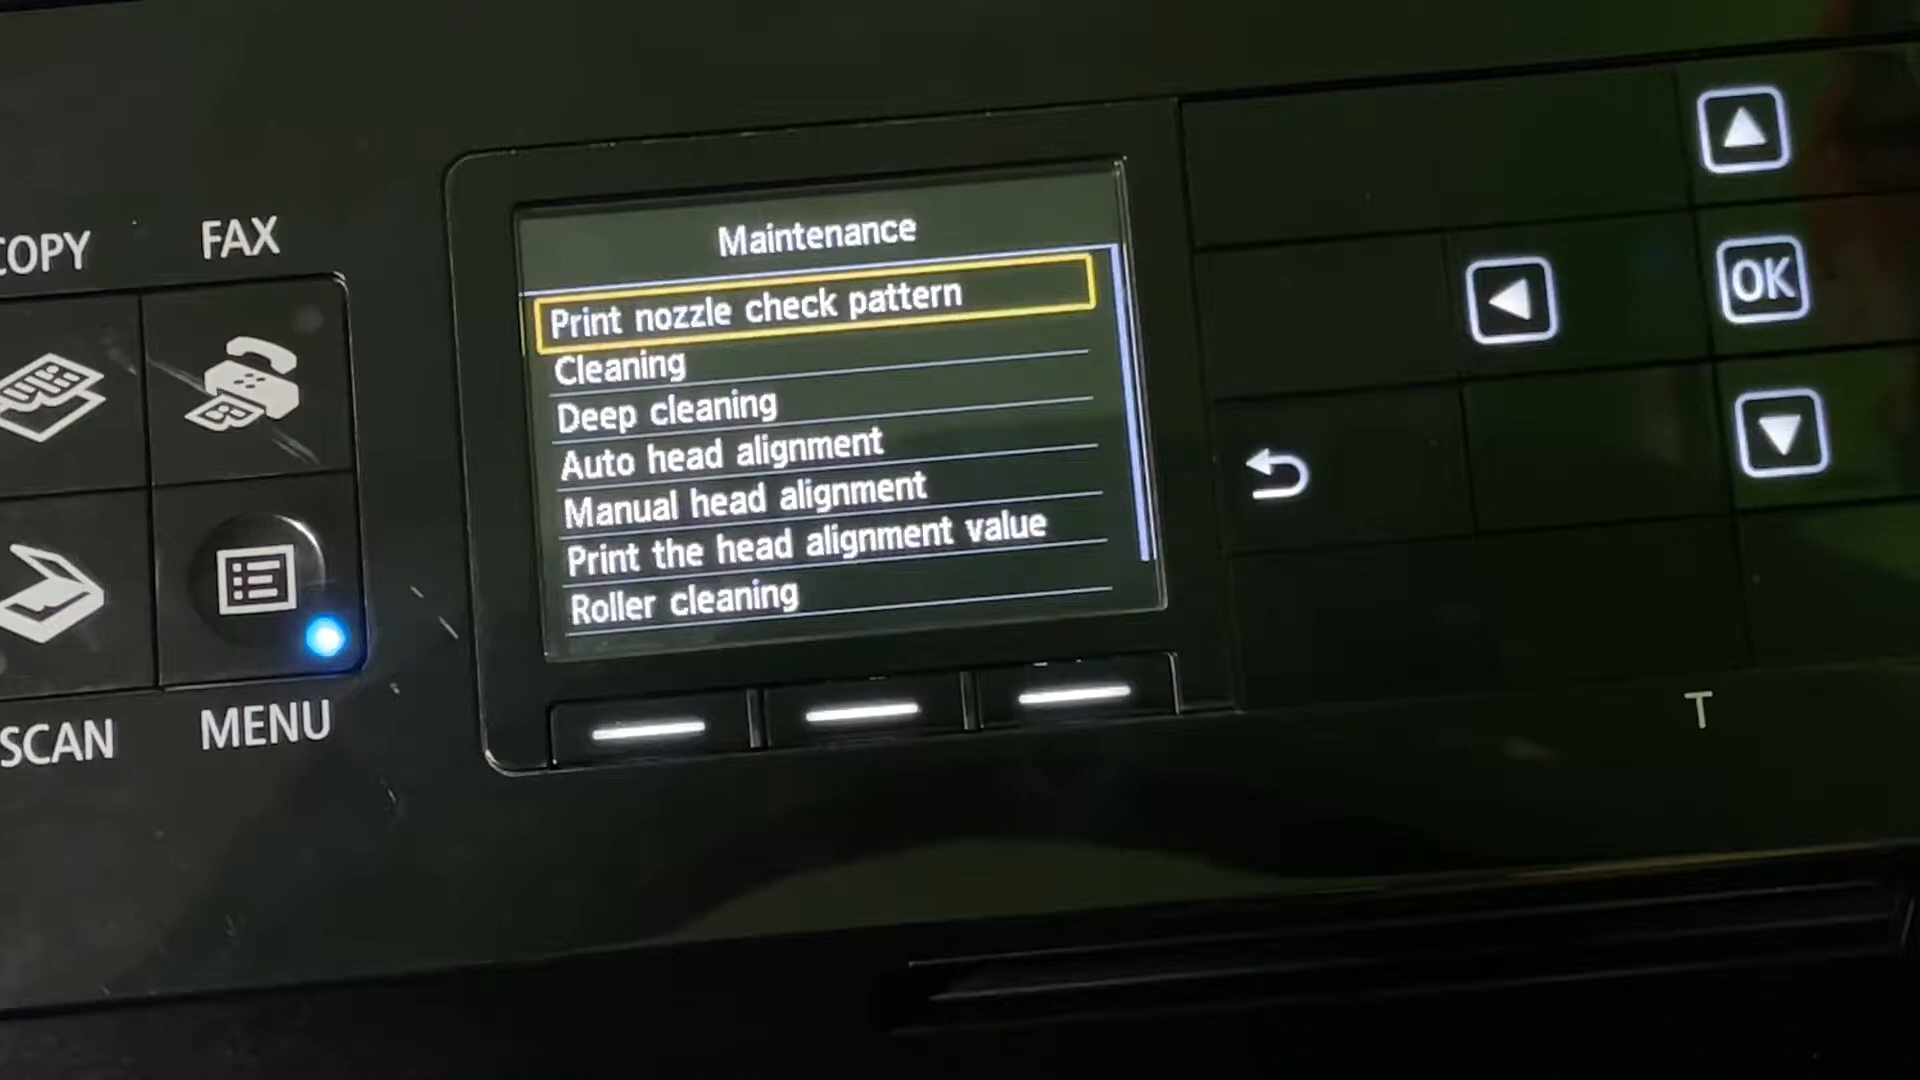 COPY
FAX
Maintenance
Print nozzle check pattern
Cleaning
Deep cleaning
Auto head alignment
Manual head alignment
Print the head alignment value
Roller cleaning
OK
SCAN
MENU
T